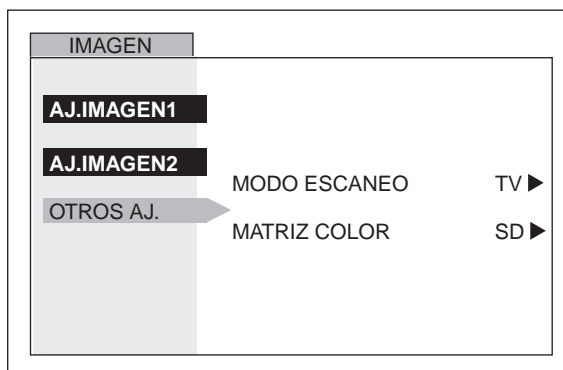 IMAGEN
AJ.IMAGEN1
AJ.IMAGEN2
OTROS AJ.
MODO ESCANEO TV
MATRIZ COLOR SD